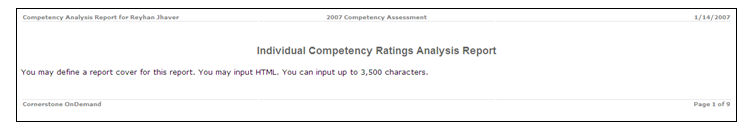 Competency Analysis Report for Reyhan Jhaver 2007 Competency Assessment 1/14/2007
Individual Competency Ratings Analysis Report
You may define a report cover for this report. You may input HTML. You can input up to 3,500 characters.
Cornerstone OnDemand Page 1 of 9